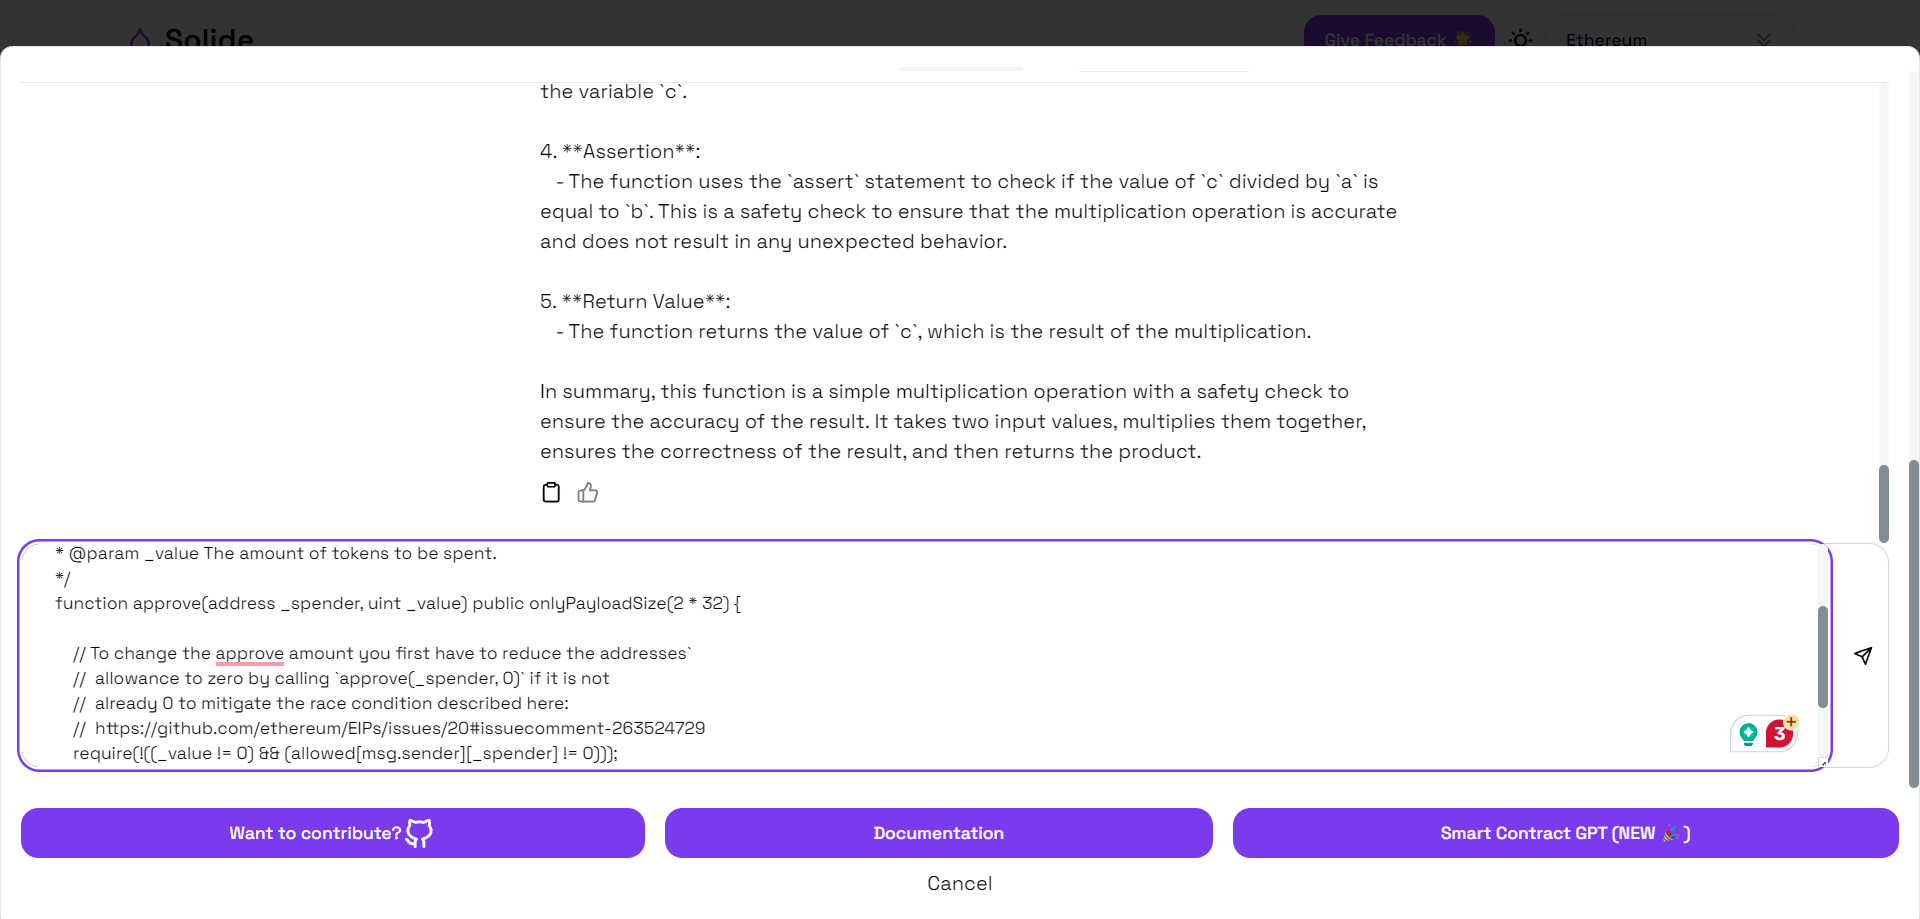 Solide
Give Feedback
Ethereum
the variable `c`.
4. **Assertion**:
- The function uses the `assert` statement to check if the value of `c` divided by `a` is
equal to `b`. This is a safety check to ensure that the multiplication operation is accurate
and does not result in any unexpected behavior.
5. **Return Value**:
- The function returns the value of `c`, which is the result of the multiplication.
In summary, this function is a simple multiplication operation with a safety check to
ensure the accuracy of the result. It takes two input values, multiplies them together,
ensures the correctness of the result, and then returns the product.
* @param _value The amount of tokens to be spent.
*/
function approve(address _spender, uint _value) public onlyPayloadSize(2 * 32) {
// To change the approve amount you first have to reduce the addresses`
//  allowance to zero by calling `approve(_spender, 0)` if it is not
//  already 0 to mitigate the race condition described here:
//  https://github.com/ethereum/EIPs/issues/20#issuecomment-263524729
require(!((_value != 0) && (allowed[msg.sender][_spender] != 0)));
3
+
Want to contribute?
Documentation
Smart Contract GPT (NEW 🎉 )
Cancel